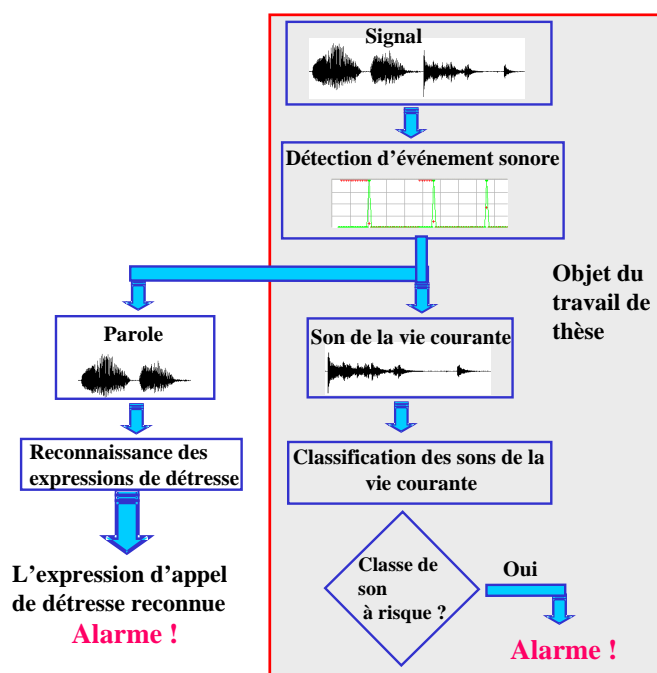 Signal
Détection d'événement sonore
Objet du
travail de
thèse
Parole
Son de la vie courante
Reconnaissance des
expressions de détresse
Classification des sons de la
vie courante
L'expression d'appel
de détresse reconnue
Alarme !
Classe de
son
à risque ?
Oui
Alarme !